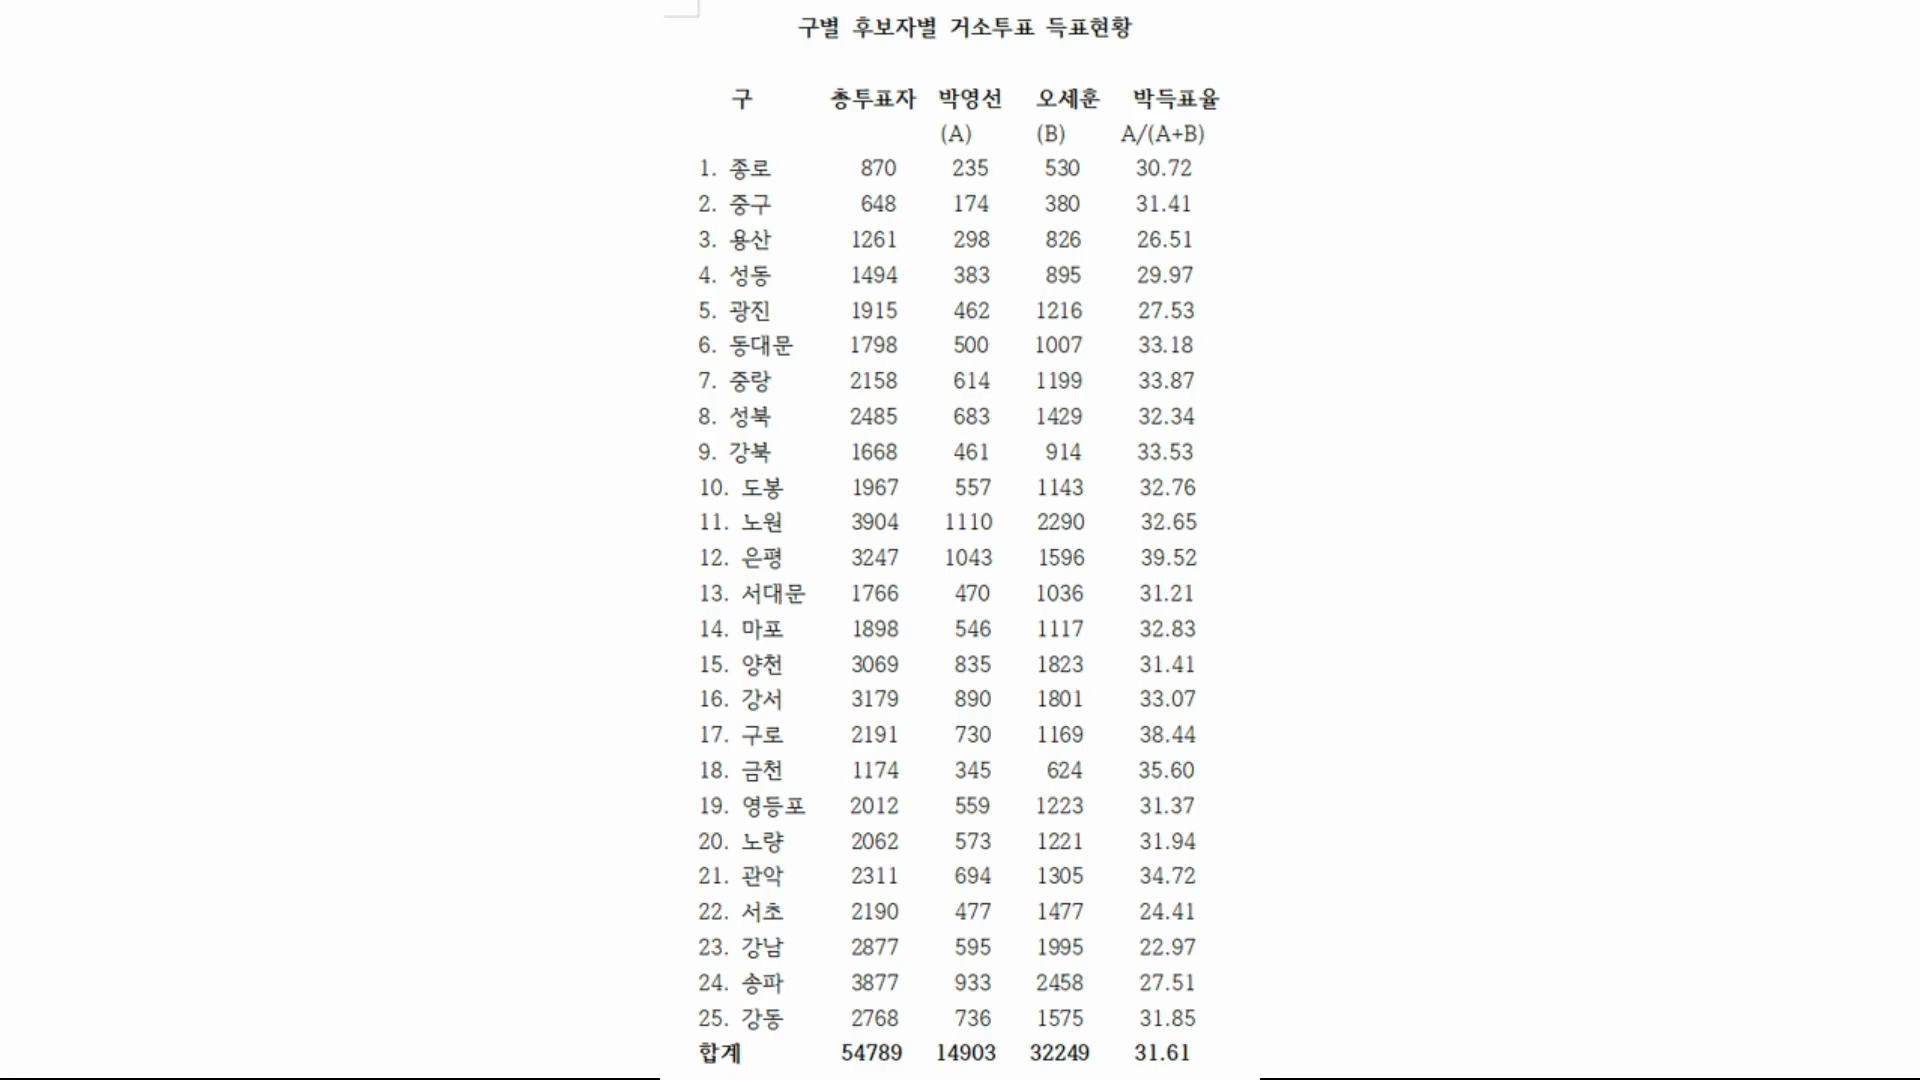 구별 후보자별 거소투표 득표현황
구 총투표자 박영선 오세훈 박득표율
(A) (B) A/(A+B)
1. 종로 870 235 530 30.72
2. 중구 648 174 380 31.41
3. 용산 1261 298 826 26.51
4. 성동 1494 383 895 29.97
5. 광진 1915 462 1216 27.53
6. 동대문 1798 500 1007 33.18
7. 중랑 2158 614 1199 33.87
8. 성북 2485 683 1429 32.34
9. 강북 1668 461 914 33.53
10. 도봉 1967 557 1143 32.76
11. 노원 3904 1110 2290 32.65
12. 은평 3247 1043 1596 39.52
13. 서대문 1766 470 1036 31.21
14. 마포 1898 546 1117 32.83
15. 양천 3069 835 1823 31.41
16. 강서 3179 890 1801 33.07
17. 구로 2191 730 1169 38.44
18. 금천 1174 345 624 35.60
19. 영등포 2012 559 1223 31.37
20. 노량 2062 573 1221 31.94
21. 관악 2311 694 1305 34.72
22. 서초 2190 477 1477 24.41
23. 강남 2877 595 1995 22.97
24. 송파 3877 933 2458 27.51
25. 강동 2768 736 1575 31.85
합계 54789 14903 32249 31.61